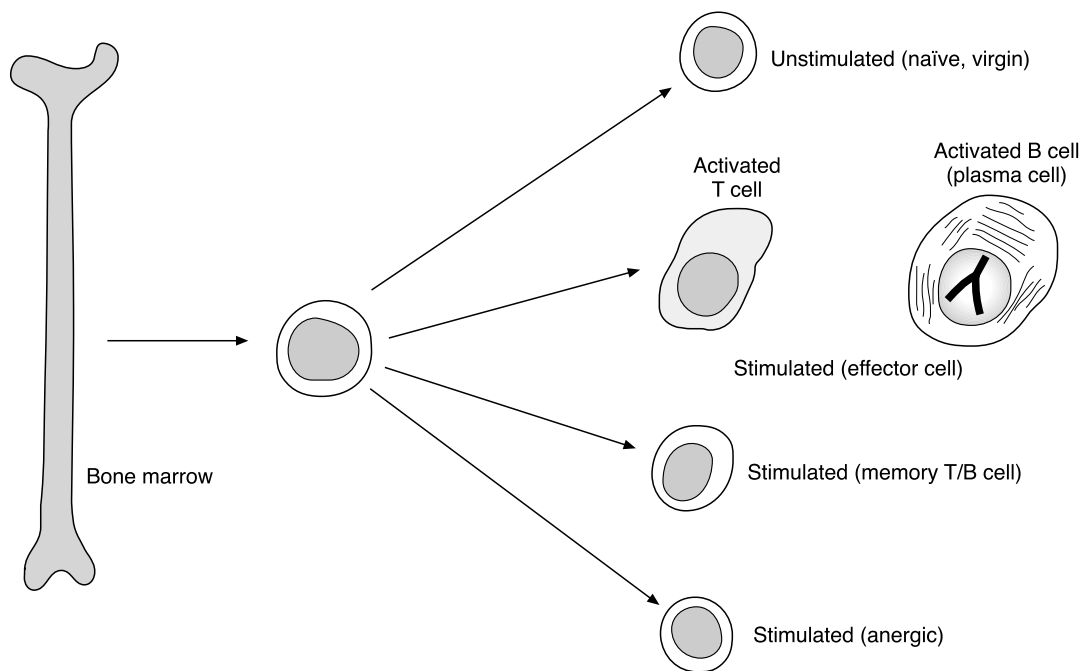 Unstimulated (naïve, virgin)
Activated
T cell
Activated B cell
(plasma cell)
Stimulated (effector cell)
Bone marrow
Stimulated (memory T/B cell)
Stimulated (anergic)